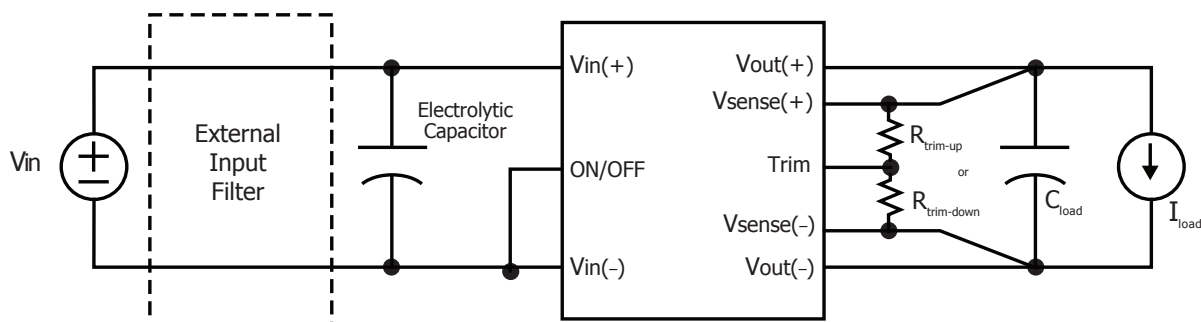 Vin
External
Input
Filter
Electrolytic
Capacitor
Vin(+)
ON/OFF
Vin(–)
Vout(+)
Vsense(+)
Trim
Vsense(–)
Vout(–)
Rtrim-up
or
Rtrim-down
Cload
Iload